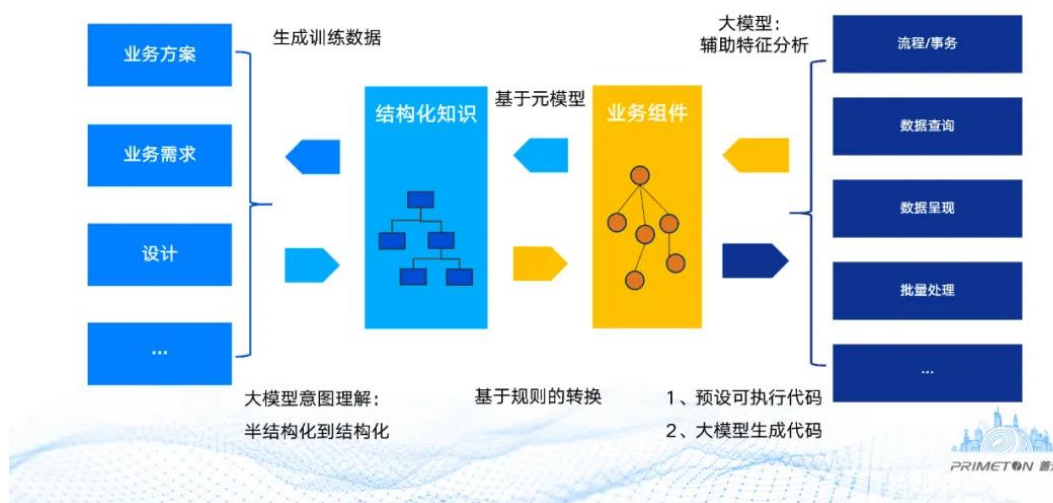 业务方案
业务需求
设计
...
生成训练数据
大模型意图理解：
半结构化到结构化
结构化知识
基于元模型
基于规则的转换
业务组件
大模型：
辅助特征分析
1、预设可执行代码
2、大模型生成代码
流程/事务
数据查询
数据呈现
批量处理
...
PRIMETON 普